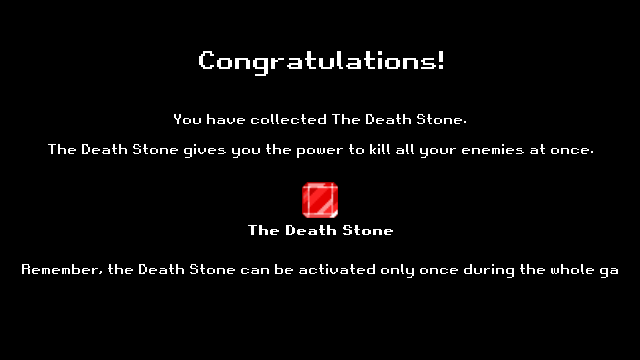 Congratulations!
You have collected The Death Stone.
The Death Stone gives you the power to kill all your enemies at once.
The Death Stone
Remember, the Death Stone can be activated only once during the whole ga